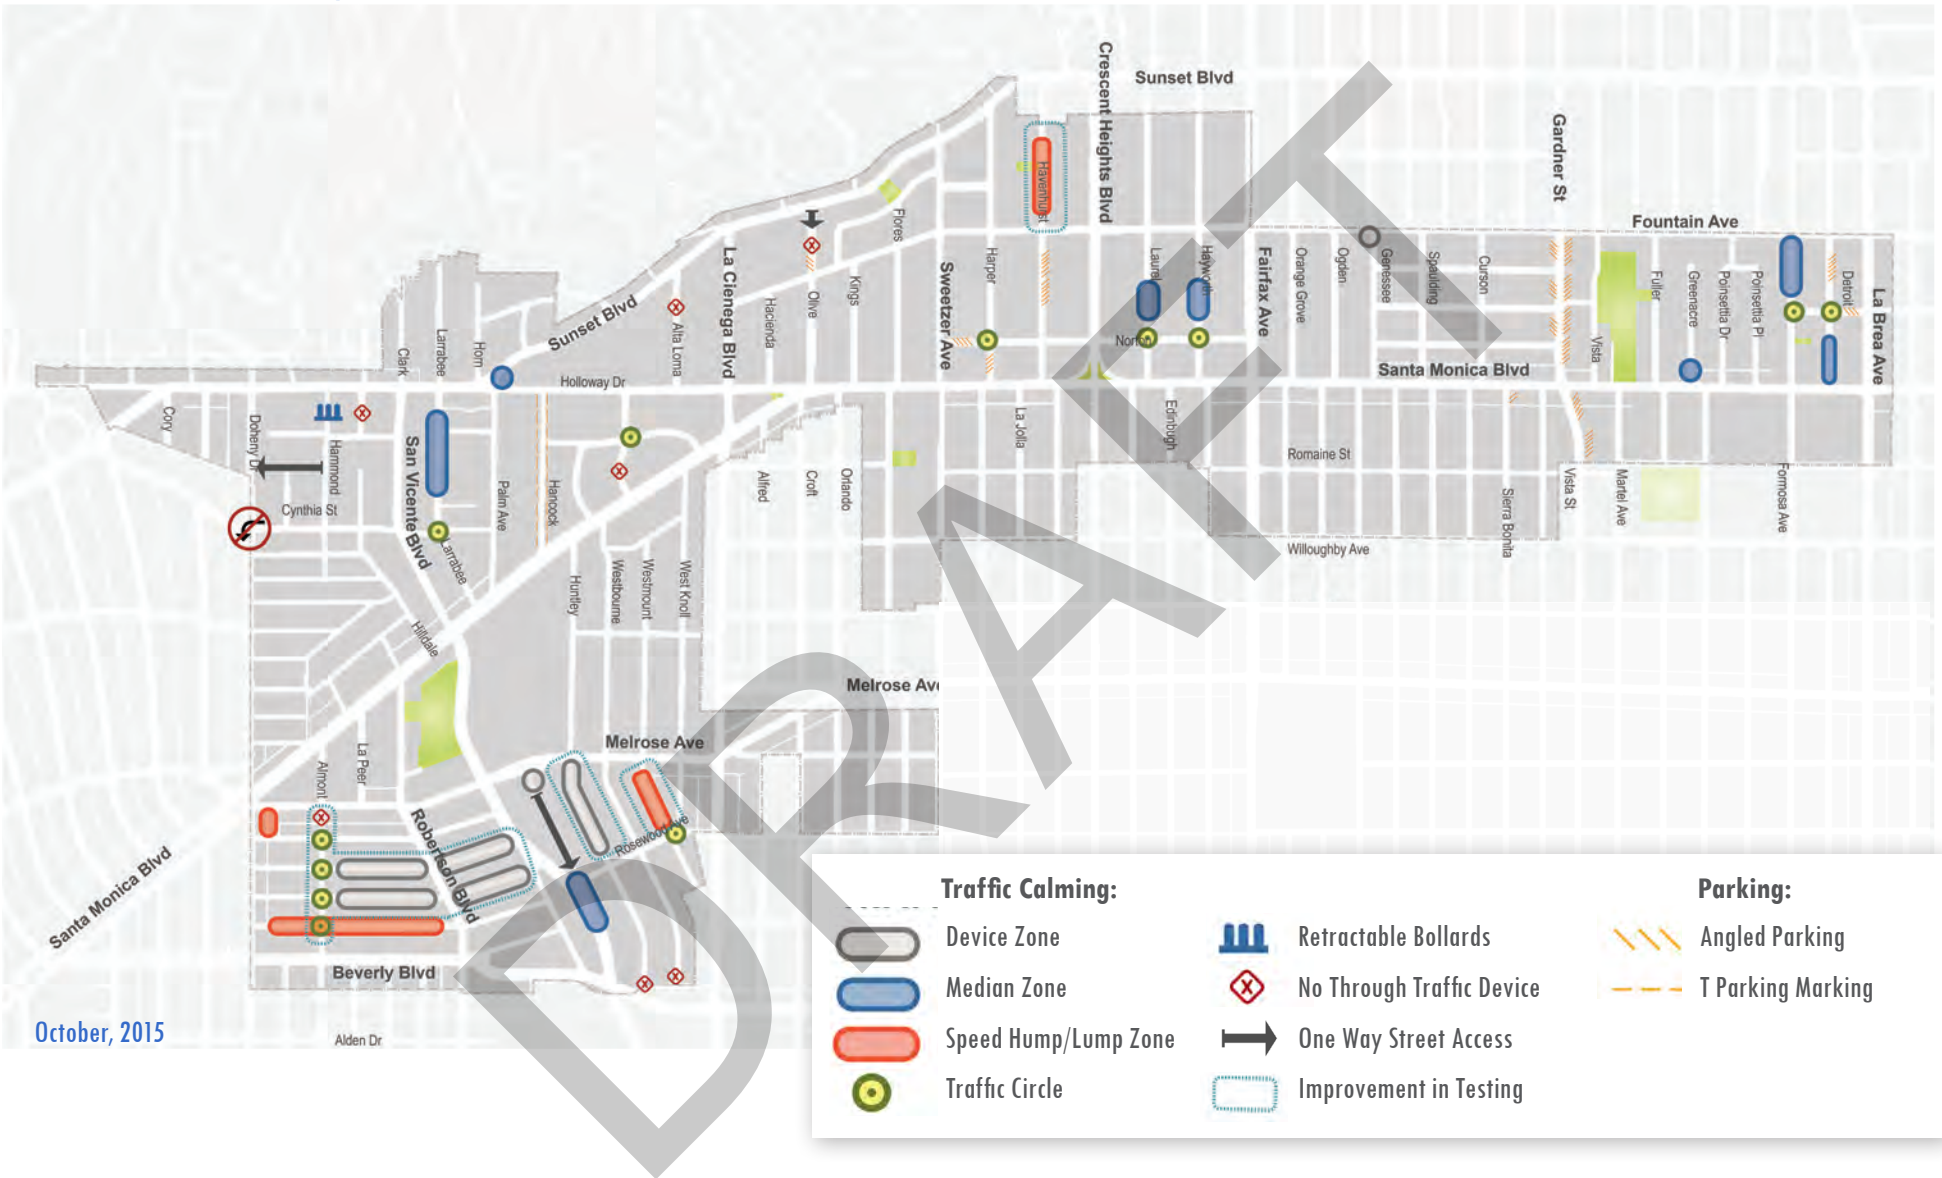 Crescent Heights Blvd
Sunset Blvd
Gardner St
Fountain Ave
Havenhurst
Flores
La Cienega Blvd
Harper
Laurel
Hayworth
Fairfax Ave
Orange Grove
Ogden
Genessee
Spaulding
Curson
Fuller
Greenacre
Poinsettia Dr
Poinsettia Pl
Detroit
La Brea Ave
Sweetzer Ave
Kings
Olive
Hacienda
Sunset Blvd
Alta Loma
Clark
Larrabee
Horn
Holloway Dr
Norton
Vista
Santa Monica Blvd
Cory
Doheny Dr
Hammond
San Vicente Blvd
Palm Ave
Hancock
Cynthia St
Larrabee
La Jolla
Edinbugh
Romaine St
Alfred
Croft
Orlando
Sierra Bonita
Vista St
Martel Ave
Formosa Ave
Willoughby Ave
Huntley
Westbourne
Westmount
West Knoll
Hilldale
Melrose Ave
Melrose Ave
La Peer
Almont
Robertson Blvd
Rosewood Ave
Santa Monica Blvd
Beverly Blvd
Alden Dr
October, 2015
DRAFT
Traffic Calming:
Device Zone
Median Zone
Speed Hump/Lump Zone
Traffic Circle
Retractable Bollards
No Through Traffic Device
One Way Street Access
Improvement in Testing
Parking:
Angled Parking
T Parking Marking